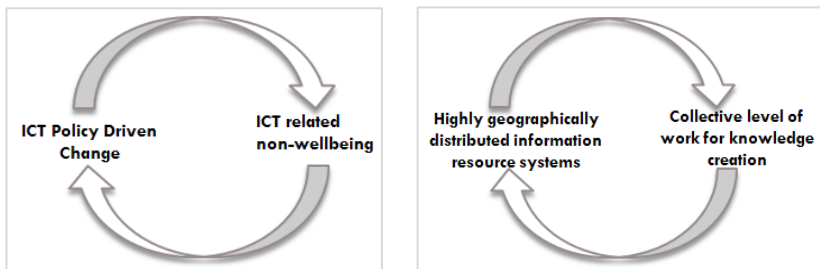 ICT Policy Driven
Change
ICT related
non-wellbeing
Highly geographically
distributed information
resource systems
Collective level of
work for knowledge
creation